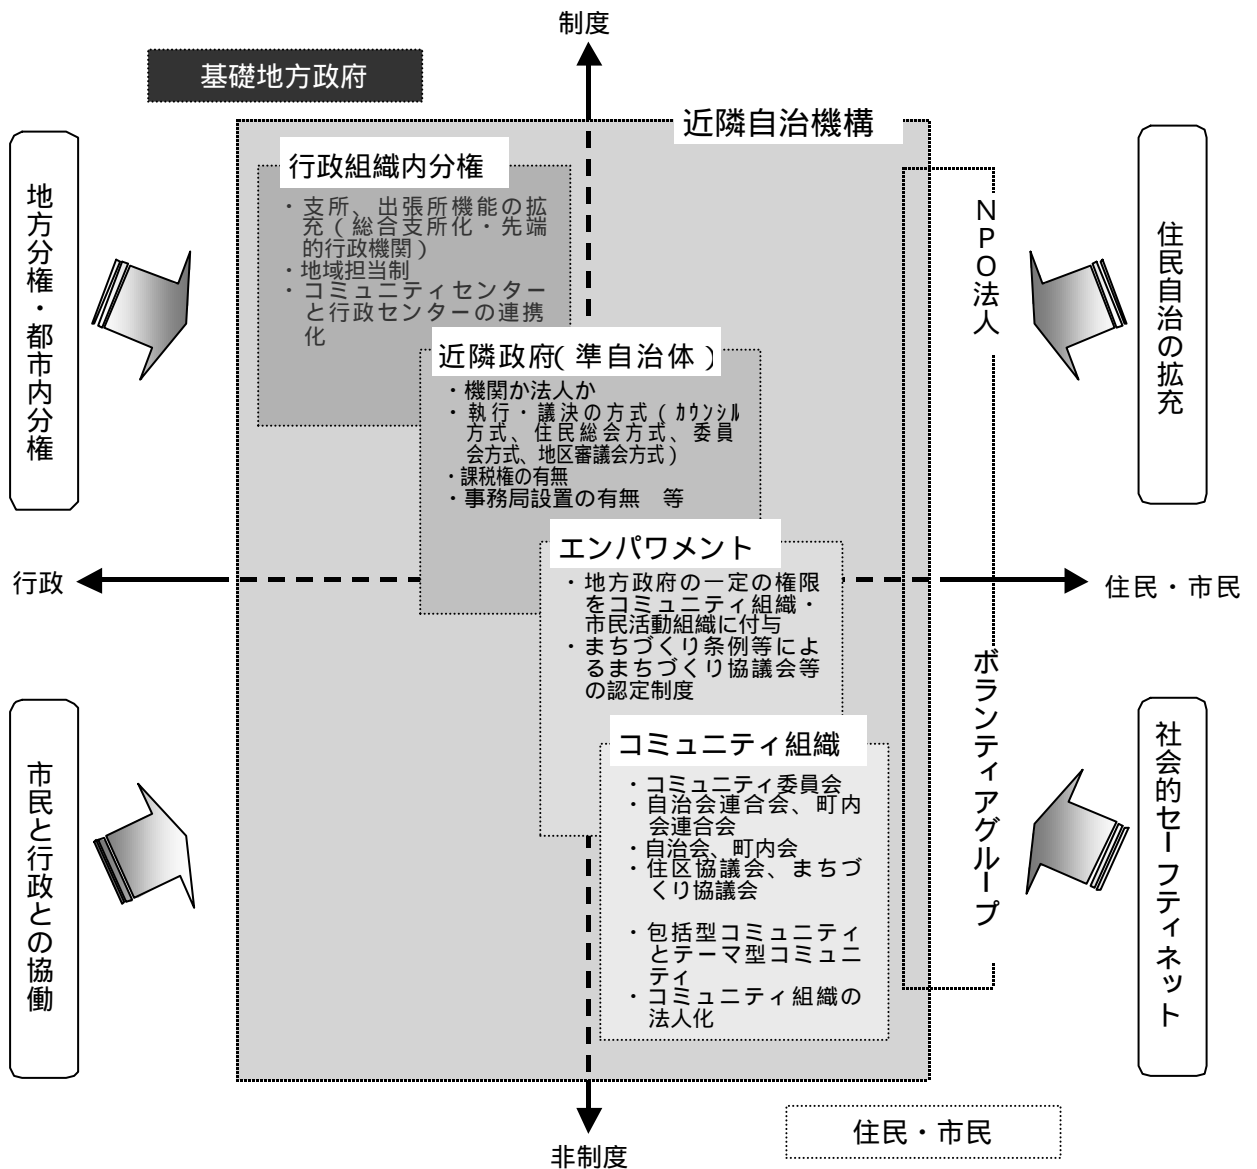 制度
基礎地方政府
近隣自治機構
地方分権・都市内分権
行政組織内分権
・支所、出張所機能の拡
充（総合支所化・先端
的行政機関）
・地域担当制
・コミュニティセンター
と行政センターの連携
化
近隣政府（準自治体）
・機関か法人か
・執行・議決の方式（ｶｳﾝｼﾙ
方式、住民総会方式、委員
会方式、地区審議会方式）
・課税権の有無
・事務局設置の有無　等
NPO法人
住民自治の拡充
行政
エンパワメント
・地方政府の一定の権限
をコミュニティ組織・
市民活動組織に付与
・まちづくり条例等によ
るまちづくり協議会等
の認定制度
住民・市民
市民と行政との協働
コミュニティ組織
・コミュニティ委員会
・自治会連合会、町内
会連合会
・自治会、町内会
・住区協議会、まちづ
くり協議会
・包括型コミュニティ
とテーマ型コミュニ
ティ
・コミュニティ組織の
法人化
ボランティアグループ
社会的セーフティネット
住民・市民
非制度